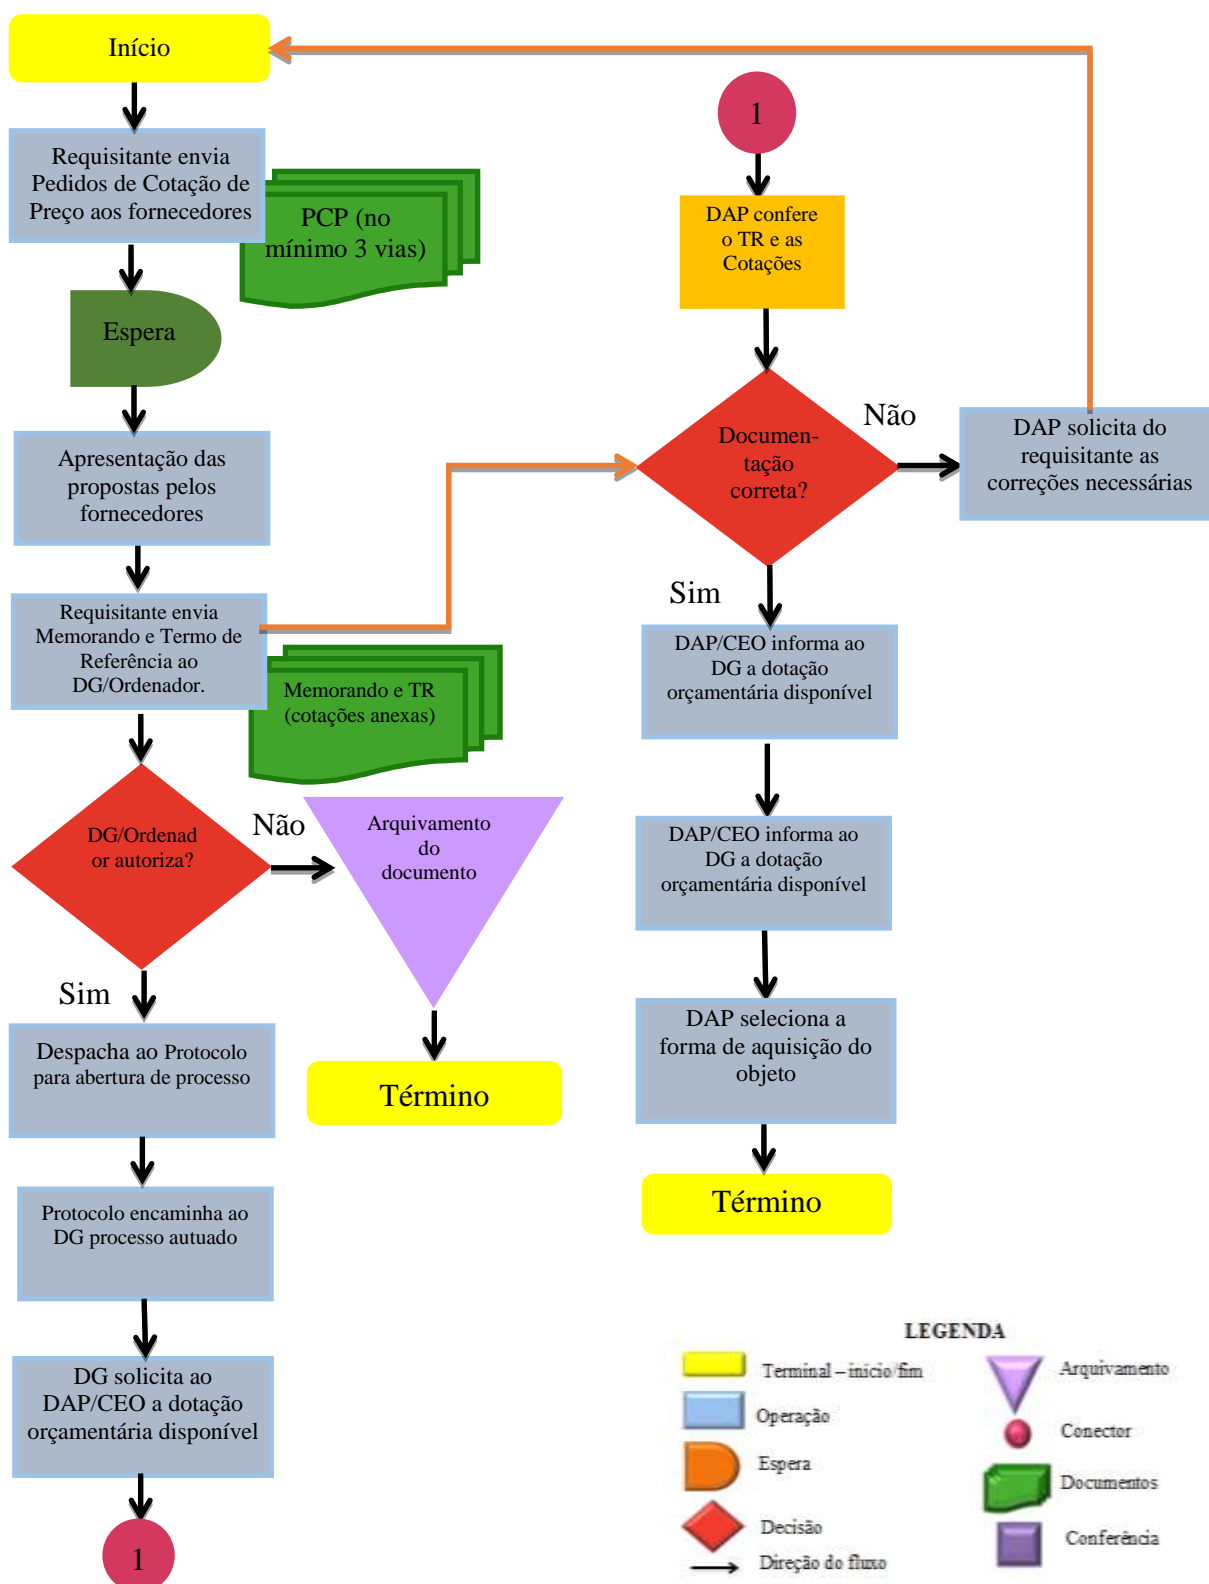 Início
Requisitante envia
Pedidos de Cotação de
Preço aos fornecedores
PCP (no
mínimo 3 vias)
Espera
Apresentação das
propostas pelos
fornecedores
Requisitante envia
Memorando e Termo de
Referência ao
DG/Ordenador.
Memorando e TR
(cotações anexas)
DG/Ordenad
or autoriza?
Não
Arquivamento
do
documento
Término
Sim
Despacha ao Protocolo
para abertura de processo
Protocolo encaminha ao
DG processo autuado
DG solicita ao
DAP/CEO a dotação
orçamentária disponível
1
1
DAP confere
o TR e as
Cotações
Documen-
tação
correta?
Não
DAP solicita do
requisitante as
correções necessárias
Sim
DAP/CEO informa ao
DG a dotação
orçamentária disponível
DAP/CEO informa ao
DG a dotação
orçamentária disponível
DAP seleciona a
forma de aquisição do
objeto
Término
LEGENDA
Terminal – início/fim
Operação
Espera
Decisão
Direção do fluxo
Arquivamento
Conector
Documentos
Conferência